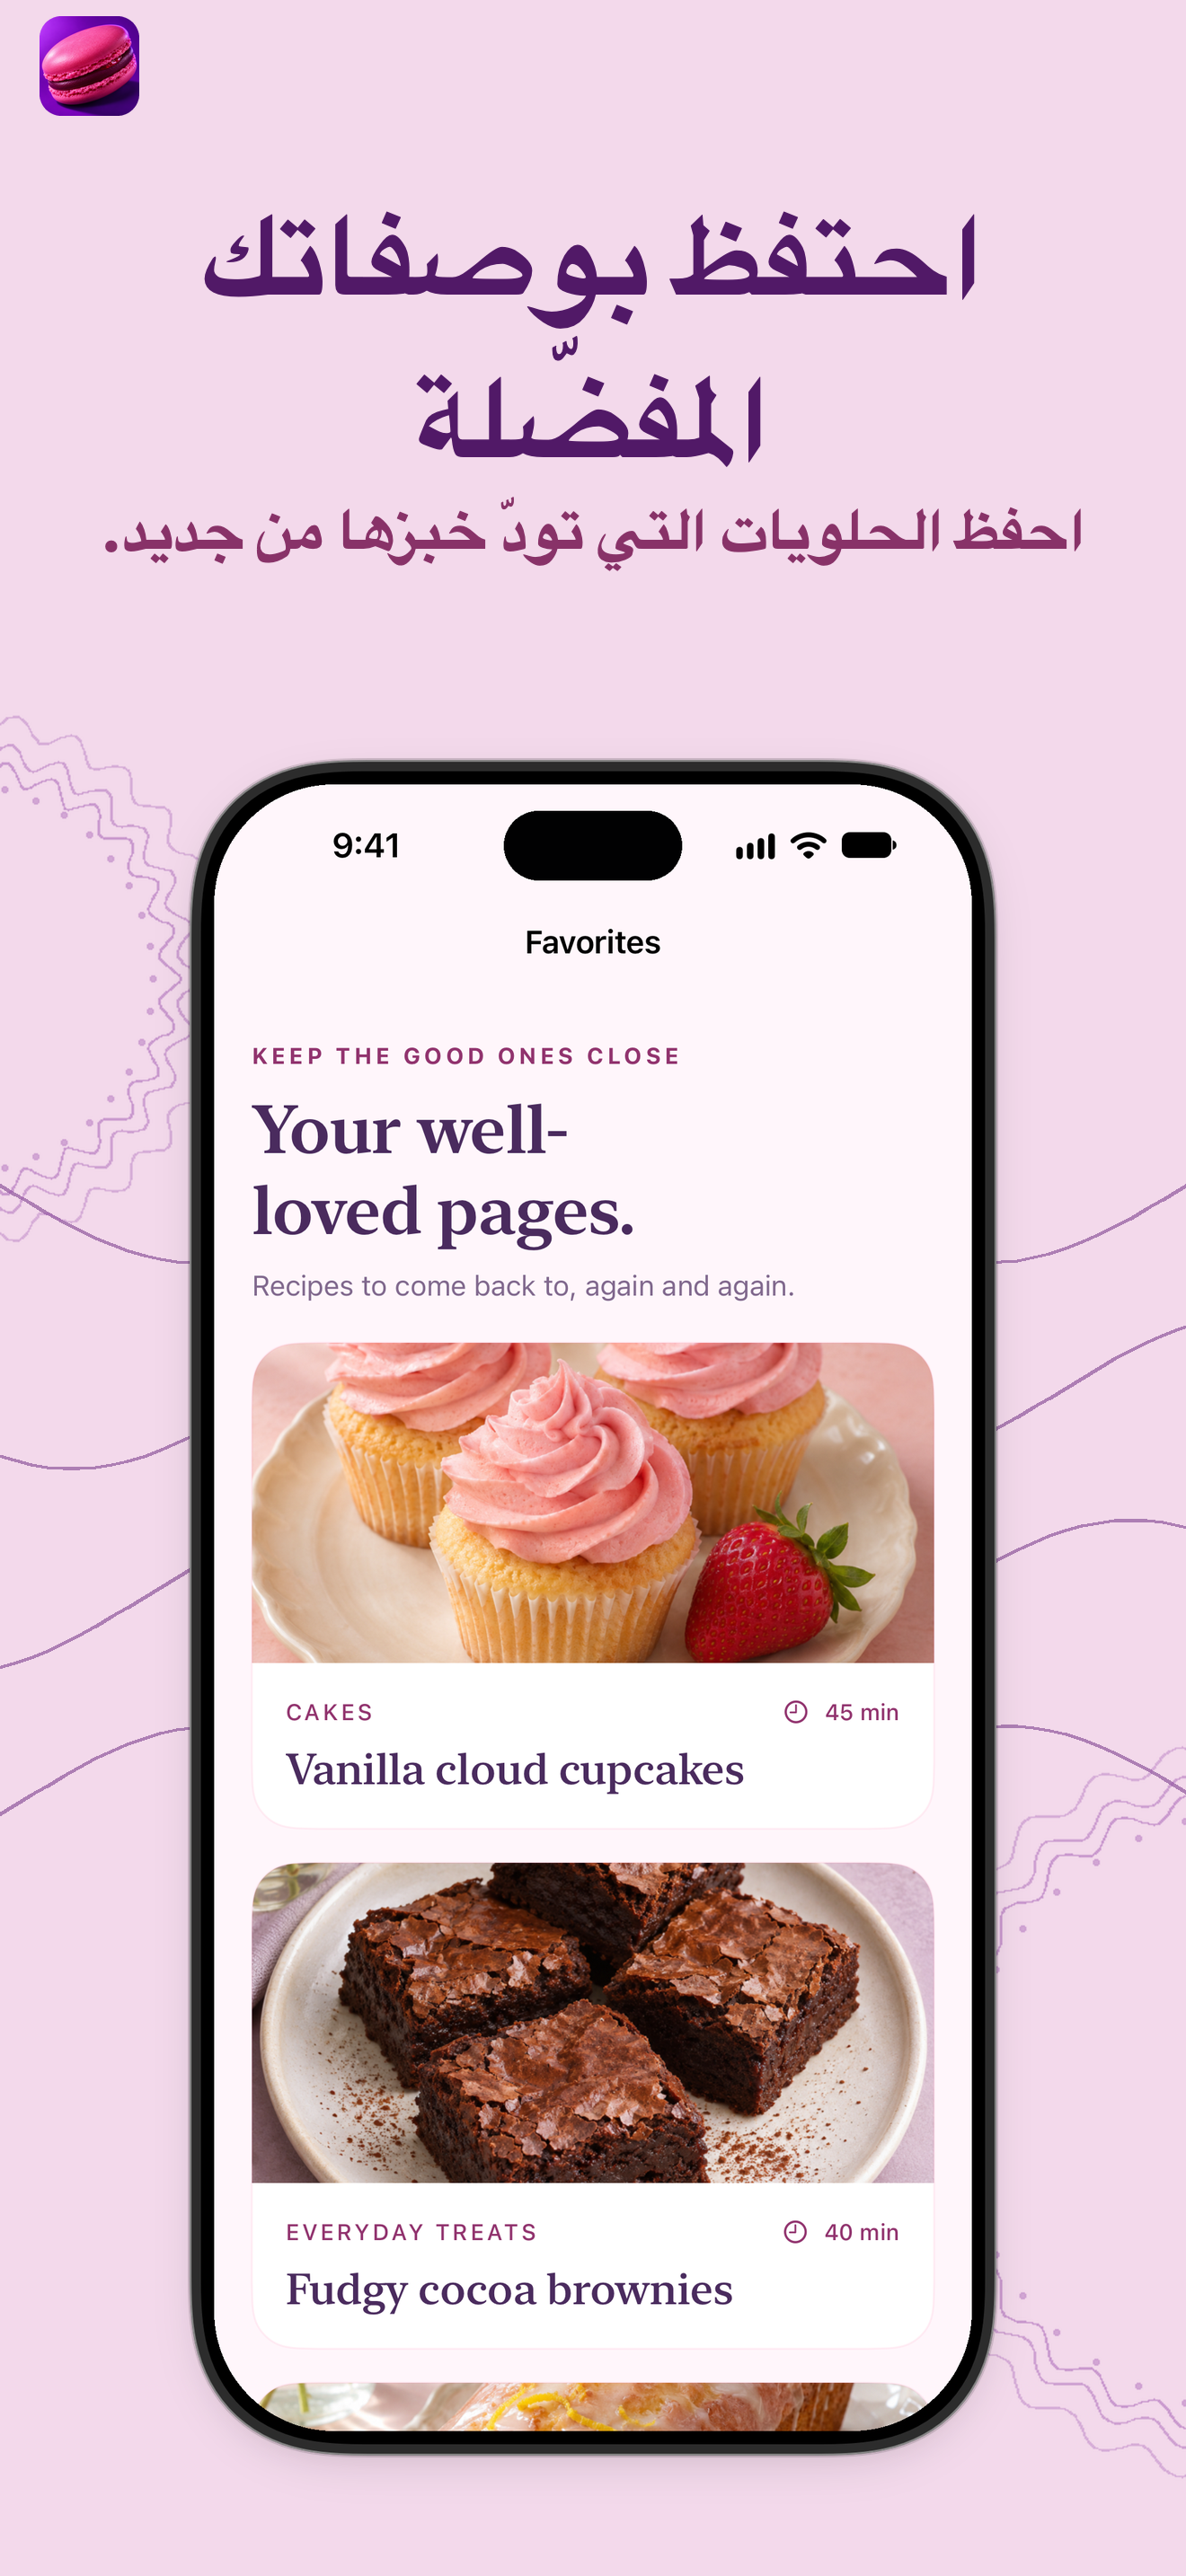 احتفظ بوصفاتك
المفضّلة
احفظ الحلويات التي تودّ خبزها من جديد.
9:41
Favorites
KEEP THE GOOD ONES CLOSE
Your well-
loved pages.
Recipes to come back to, again and again.
CAKES 45 min
Vanilla cloud cupcakes
EVERYDAY TREATS 40 min
Fudgy cocoa brownies